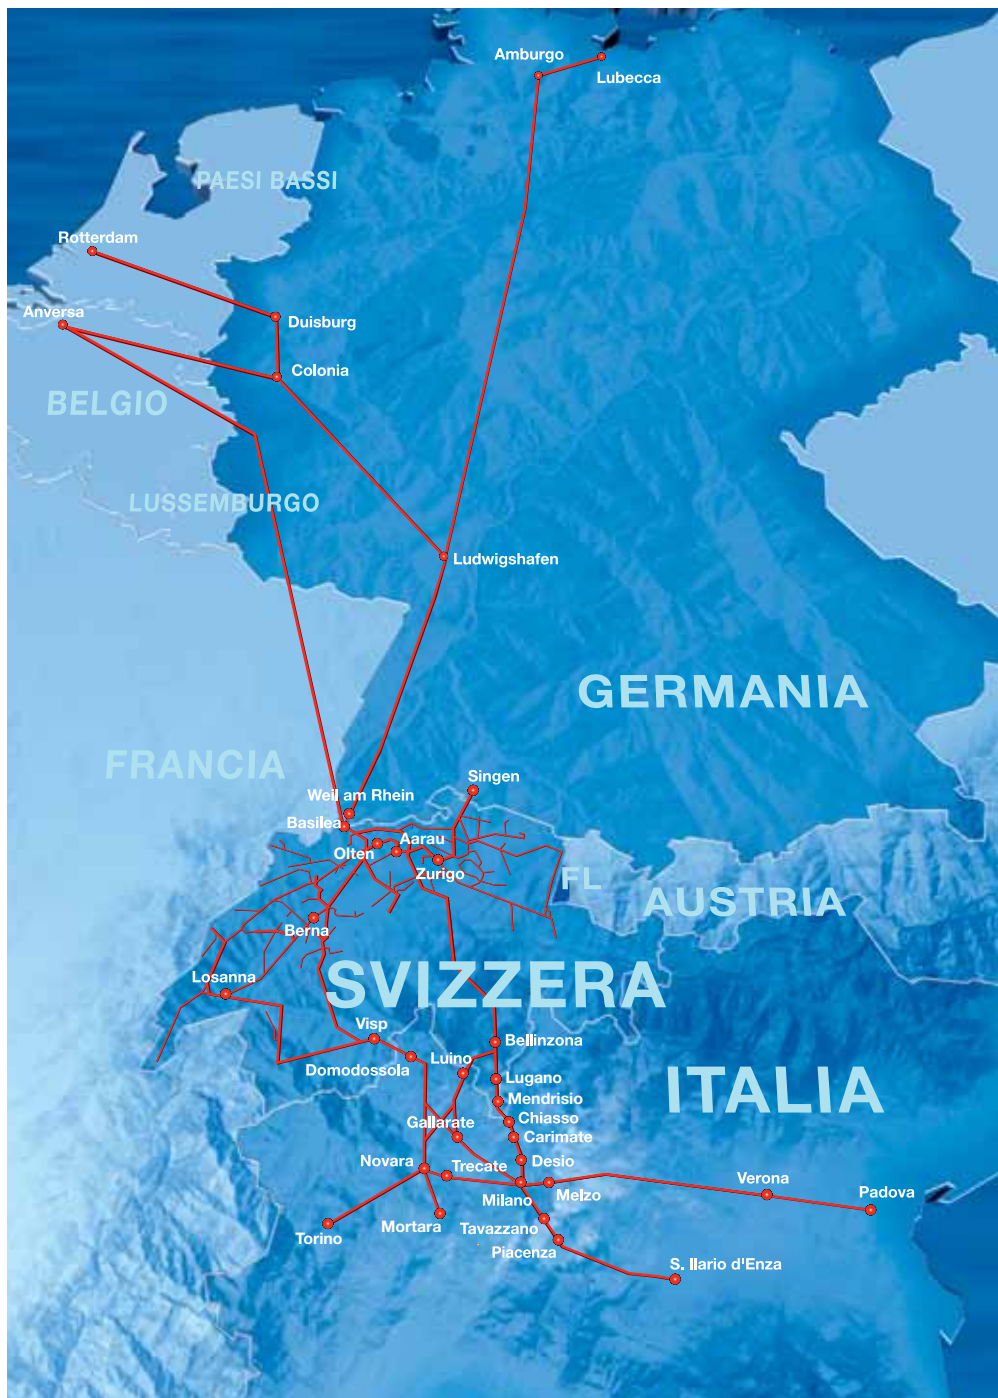 Amburgo
Lubecca
PAESI BASSI
Rotterdam
Anversa
Duisburg
Colonia
BELGIO
LUSSEMBURGO
Ludwigshafen
GERMANIA
FRANCIA
Singen
Weil am Rhein
Basilea
Aarau
Olten
Zurigo
FL
AUSTRIA
Berna
Losanna
SVIZZERA
Visp
Bellinzona
Domodossola
Luino
Lugano
ITALIA
Mendrisio
Gallarate
Chiasso
Carimate
Desio
Novara
Trecate
Milano
Melzo
Verona
Padova
Torino
Mortara
Tavazzano
Piacenza
S. Ilario d'Enza